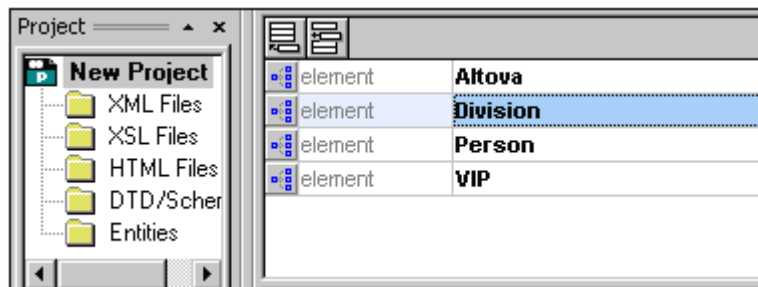 Project
New Project
XML Files
XSL Files
HTML Files
DTD/Scher
Entities
element Altova
element Division
element Person
element VIP